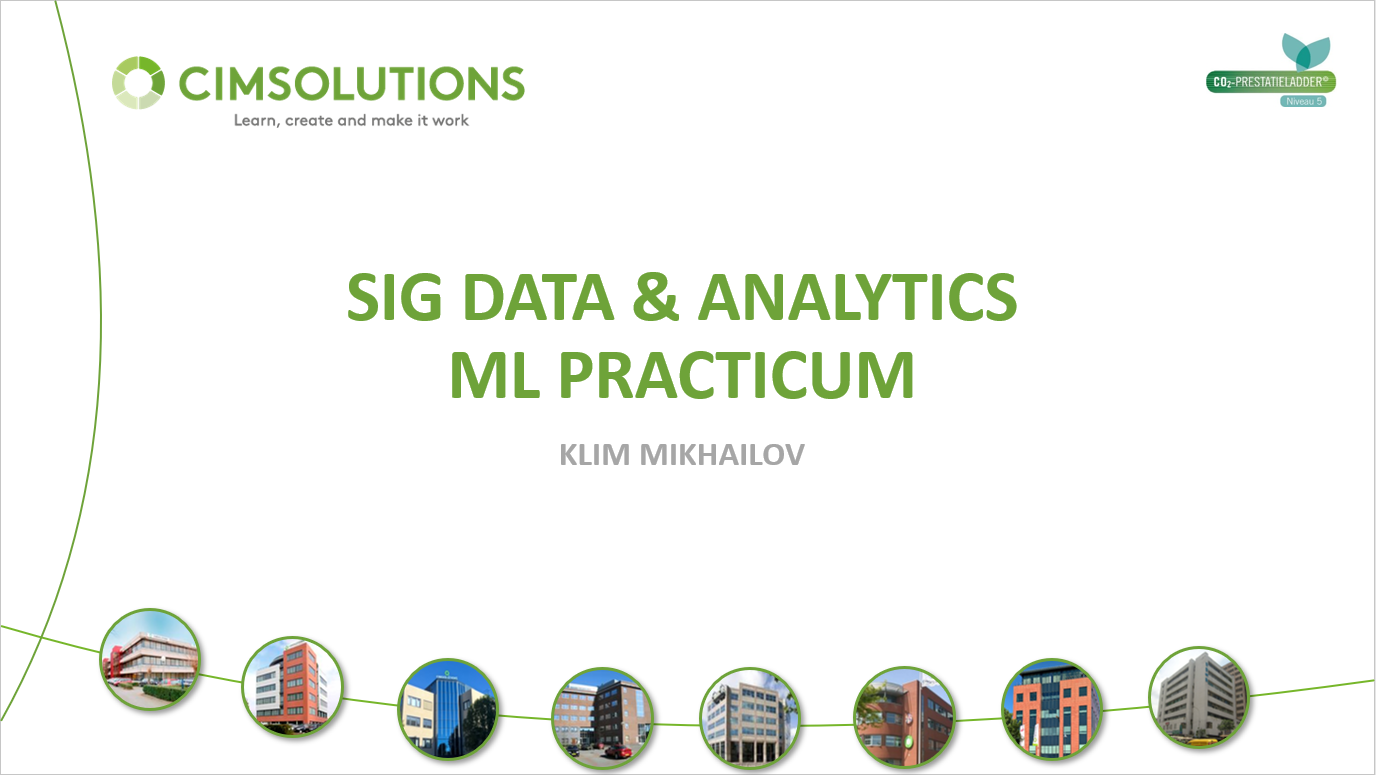 CIMSOLUTIONS
Learn, create and make it work
CO₂-PRESTATIELADDER®
Niveau 5
SIG DATA & ANALYTICS
ML PRACTICUM
KLIM MIKHAILOV